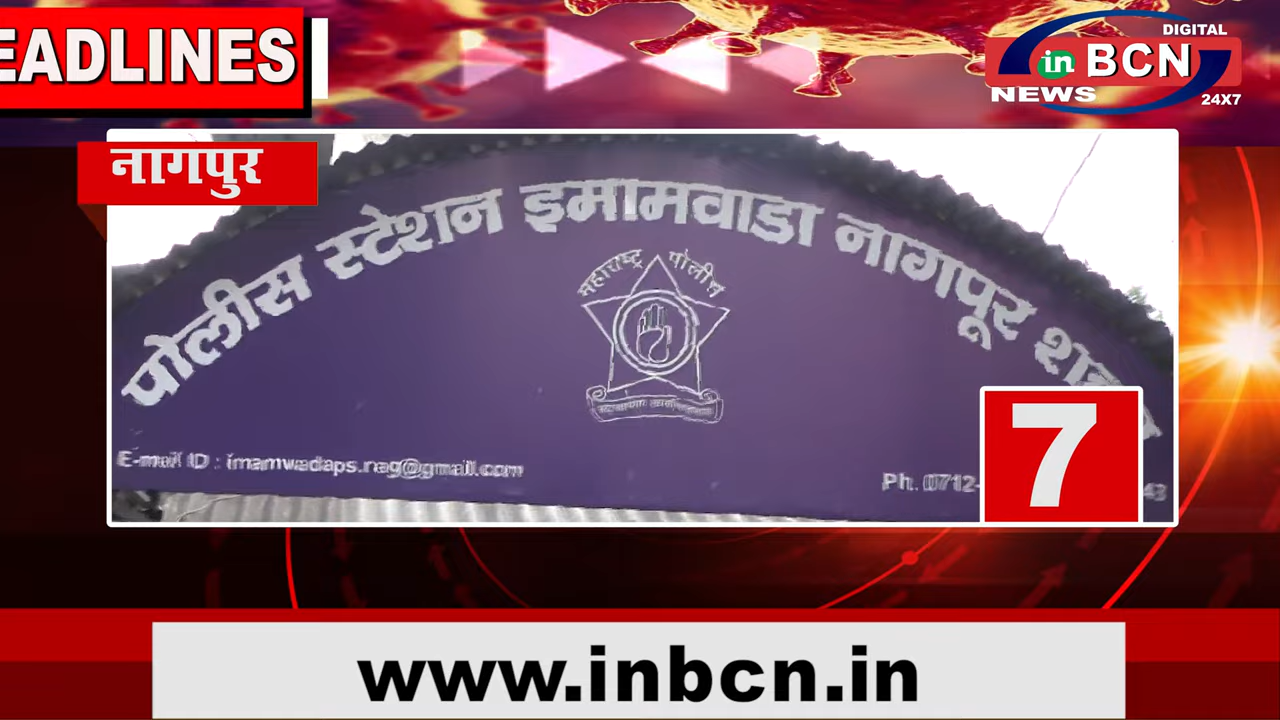 EADLINES
DIGITAL
in BCN
NEWS
24X7
नागपुर
पोलीस स्टेशन इमामवाडा नागपूर
महाराष्ट्र पोलीस
E-mail ID : imamwadaps.nag@gmail.com
Ph. 0712-
7
www.inbcn.in